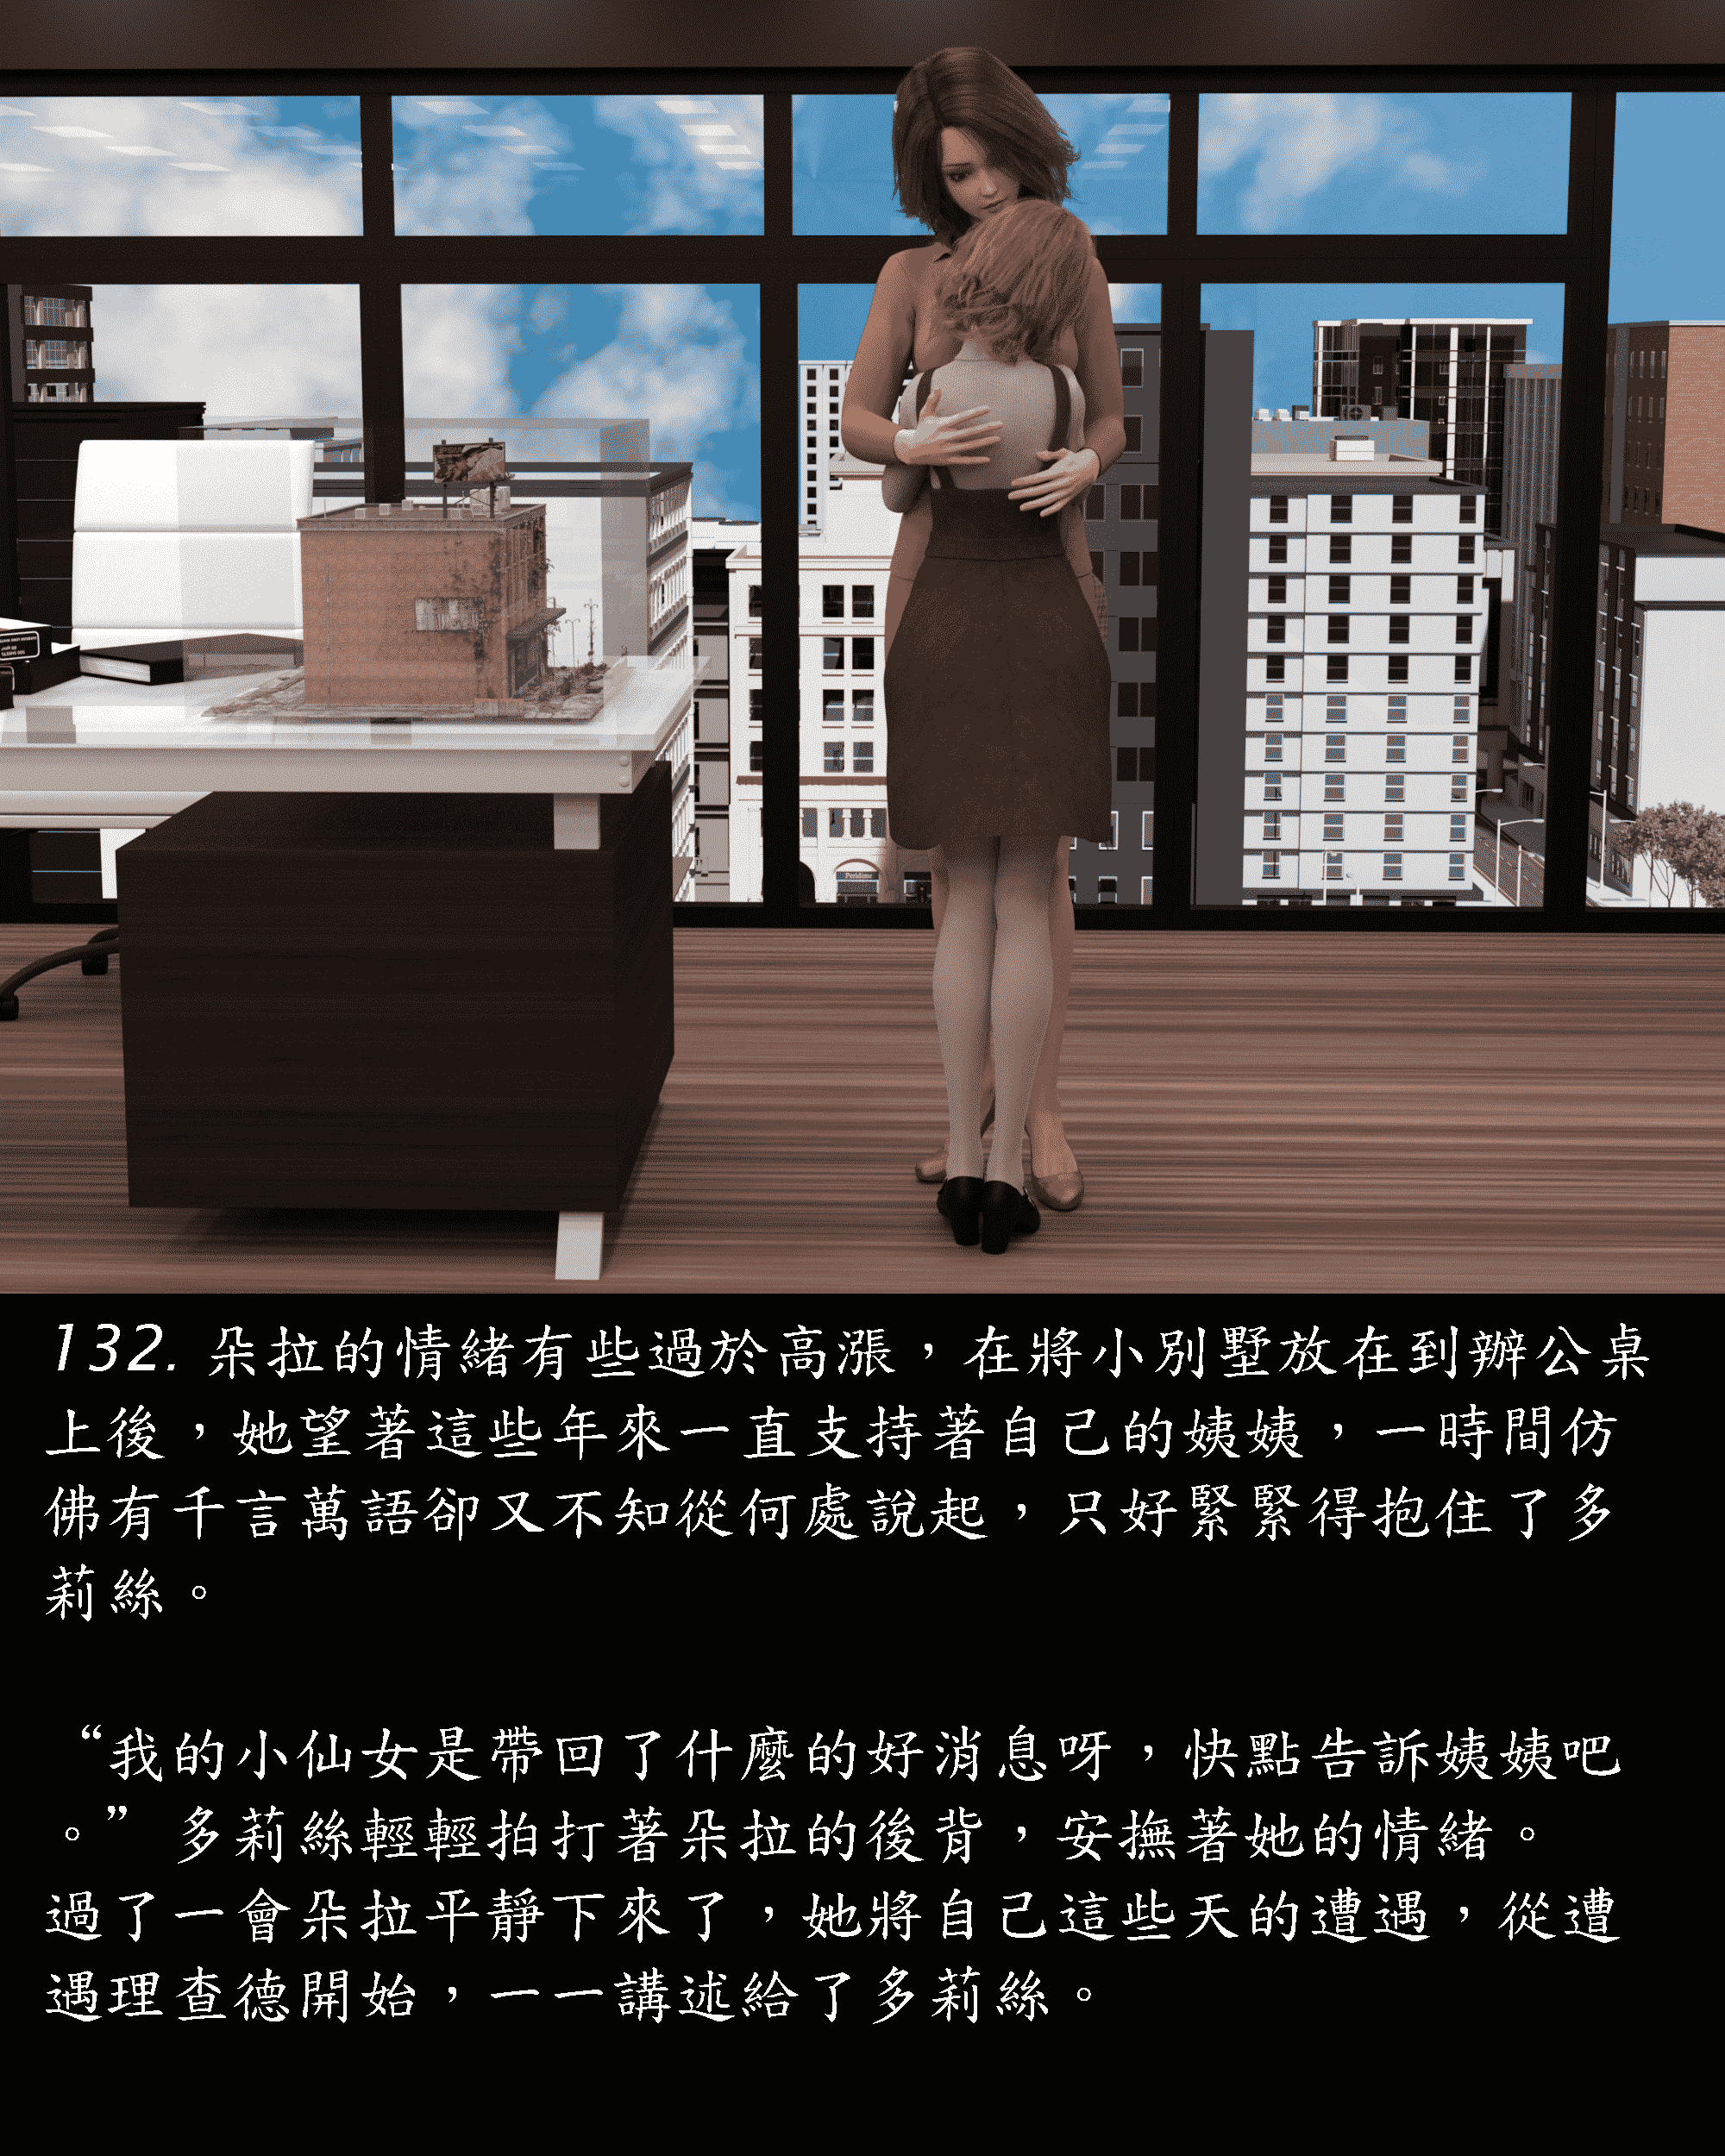 Peridime
132. 朵拉的情緒有些過於高漲，在將小別墅放在到辦公桌
上後，她望著這些年來一直支持著自己的姨姨，一時間仿
佛有千言萬語卻又不知從何處說起，只好緊緊得抱住了多
莉絲。
“我的小仙女是帶回了什麼的好消息呀，快點告訴姨姨吧
。” 多莉絲輕輕拍打著朵拉的後背，安撫著她的情緒。
過了一會朵拉平靜下來了，她將自己這些天的遭遇，從遭
遇理查德開始，一一講述給了多莉絲。